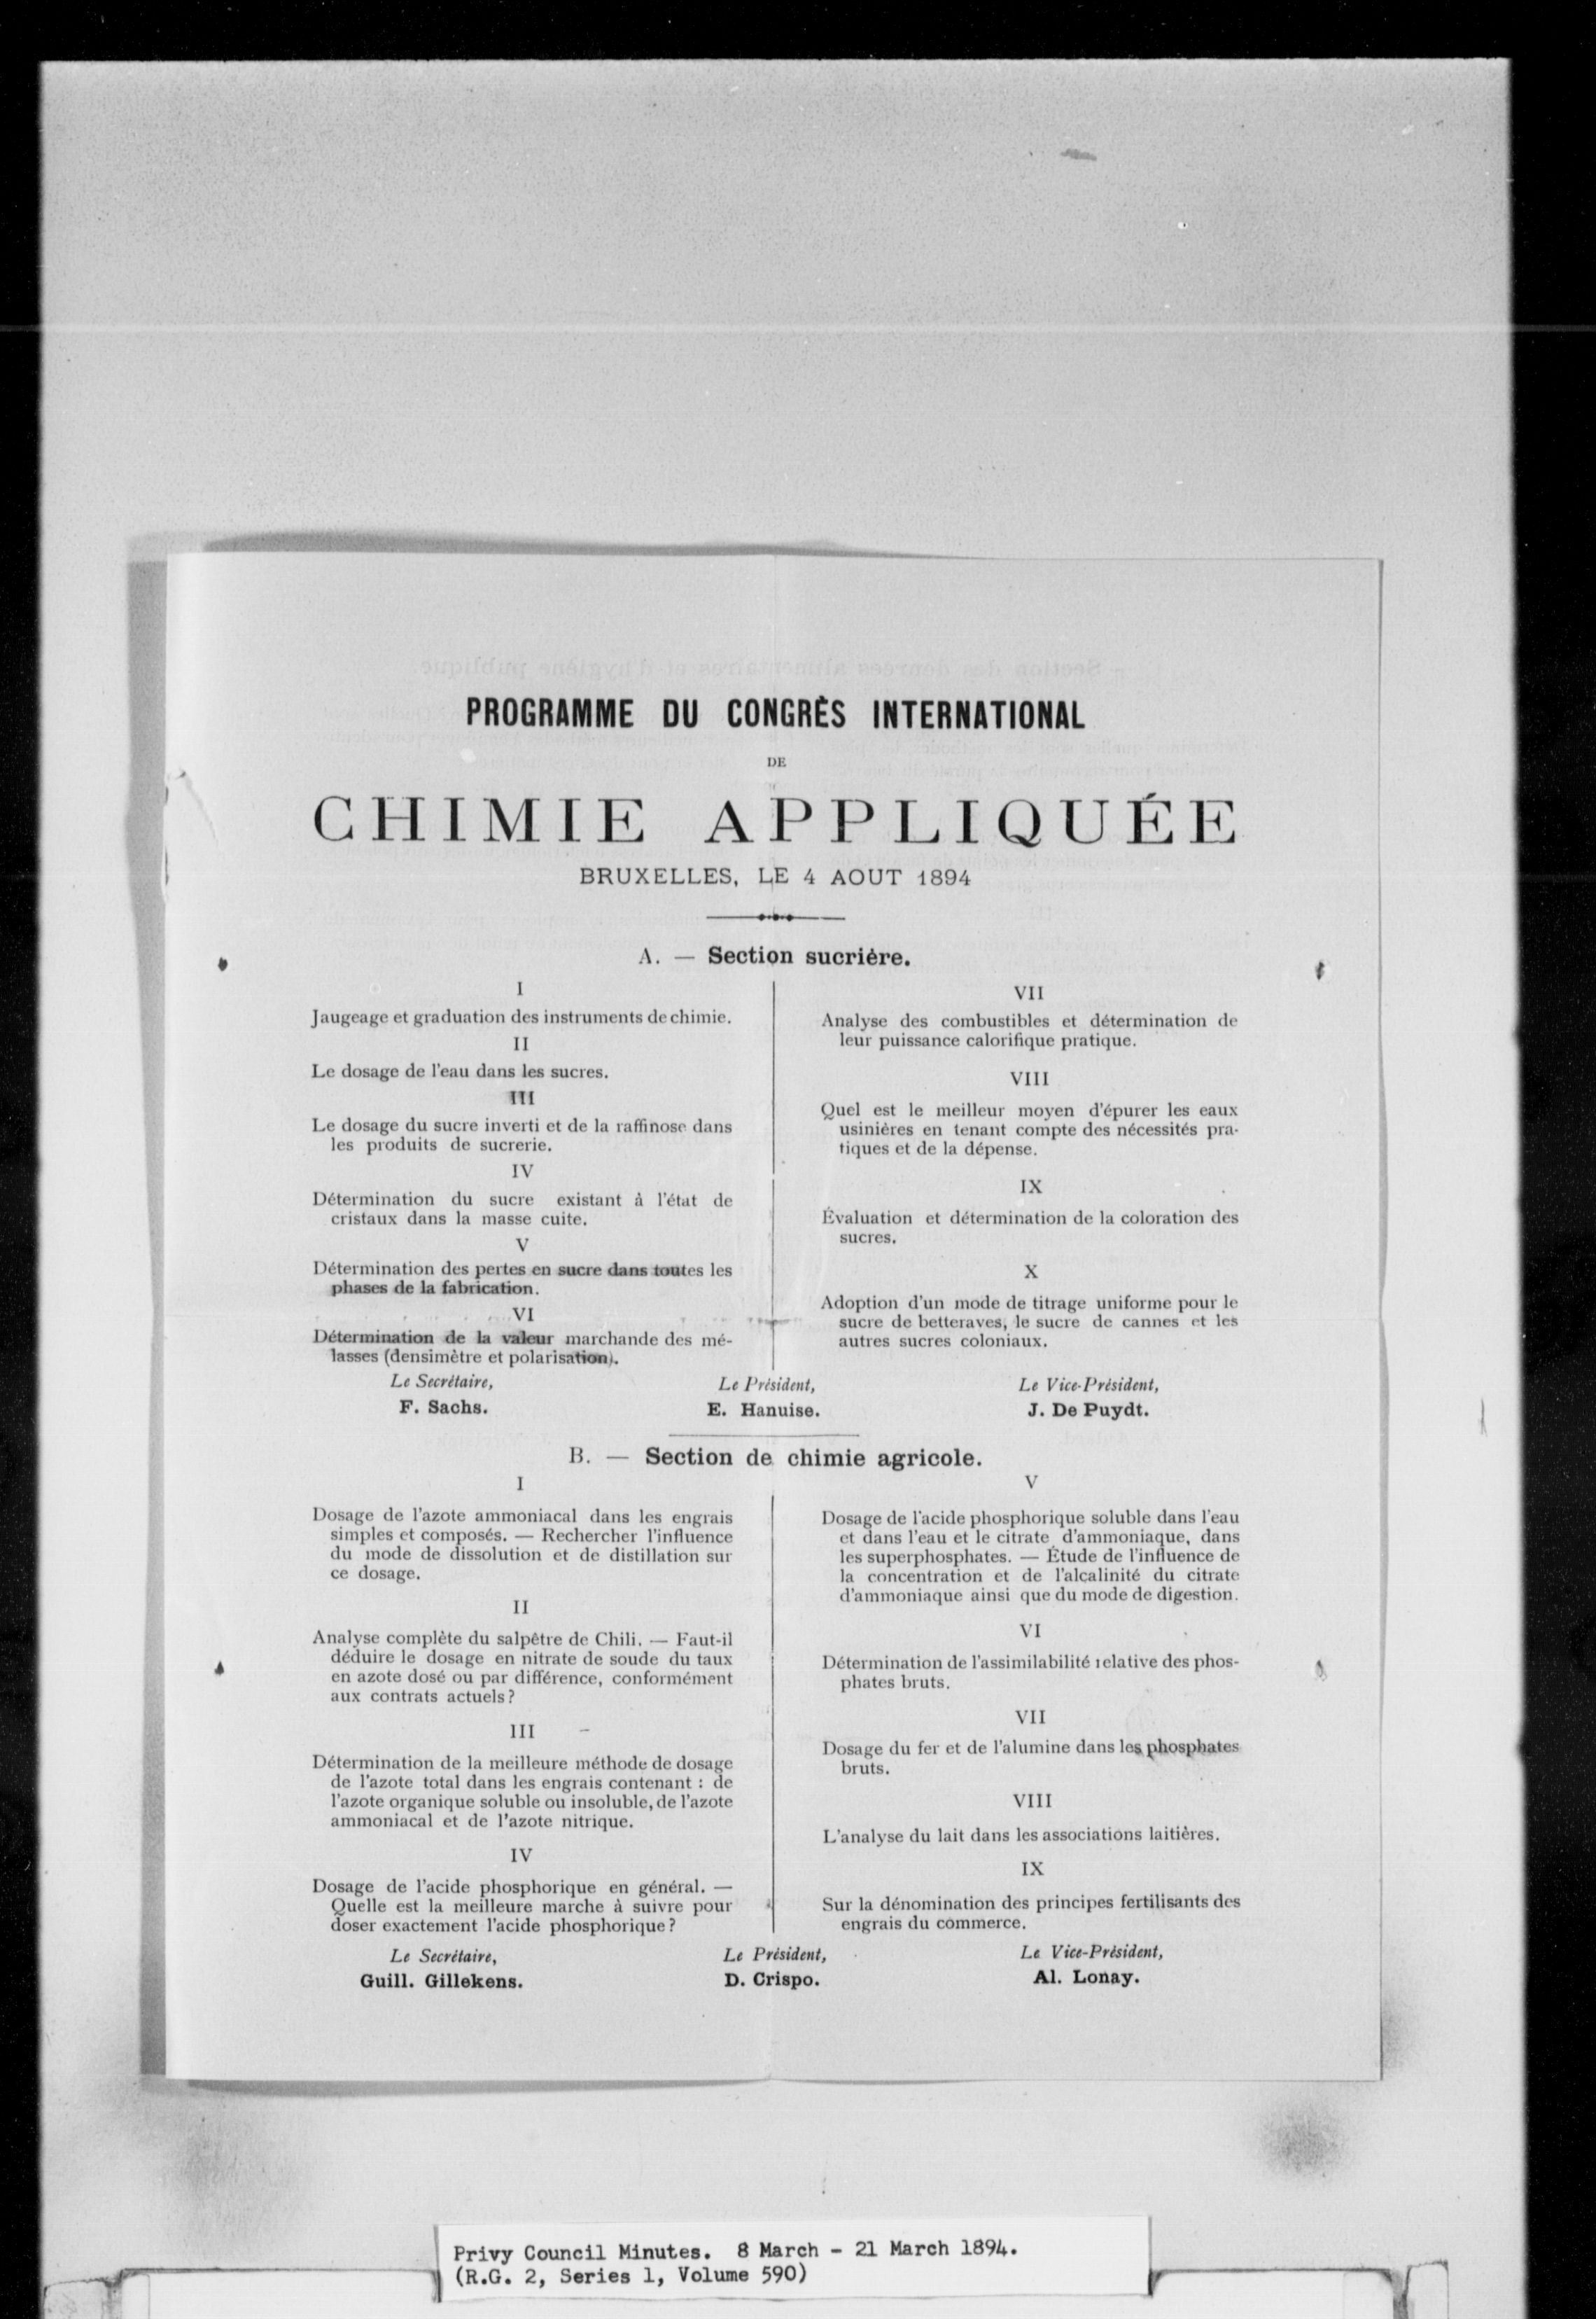 PROGRAMME DU CONGRÈS INTERNATIONAL
DE
CHIMIE APPLIQUÉE
BRUXELLES, LE 4 AOUT 1894
A. — Section sucrière.
I
Jaugeage et graduation des instruments de chimie.
II
Le dosage de l'eau dans les sucres.
III
Le dosage du sucre inverti et de la raffinose dans
les produits de sucrerie.
IV
Détermination du sucre existant à l'état de
cristaux dans la masse cuite.
V
Détermination des pertes en sucre dans toutes les
phases de la fabrication.
VI
Détermination de la valeur marchande des mé-
lasses (densimètre et polarisation).
VII
Analyse des combustibles et détermination de
leur puissance calorifique pratique.
VIII
Quel est le meilleur moyen d'épurer les eaux
usinières en tenant compte des nécessités pra-
tiques et de la dépense.
IX
Évaluation et détermination de la coloration des
sucres.
X
Adoption d'un mode de titrage uniforme pour le
sucre de betteraves, le sucre de cannes et les
autres sucres coloniaux.
Le Secrétaire, Le Président, Le Vice-Président,
F. Sachs. E. Hanuise. J. De Puydt.
B. — Section de chimie agricole.
I
Dosage de l'azote ammoniacal dans les engrais
simples et composés. — Rechercher l'influence
du mode de dissolution et de distillation sur
ce dosage.
II
Analyse complète du salpêtre de Chili. — Faut-il
déduire le dosage en nitrate de soude du taux
en azote dosé ou par différence, conformément
aux contrats actuels?
III
Détermination de la meilleure méthode de dosage
de l'azote total dans les engrais contenant : de
l'azote organique soluble ou insoluble, de l'azote
ammoniacal et de l'azote nitrique.
IV
Dosage de l'acide phosphorique en général. —
Quelle est la meilleure marche à suivre pour
doser exactement l'acide phosphorique?
V
Dosage de l'acide phosphorique soluble dans l'eau
et dans l'eau et le citrate d'ammoniaque, dans
les superphosphates. — Étude de l'influence de
la concentration et de l'alcalinité du citrate
d'ammoniaque ainsi que du mode de digestion.
VI
Détermination de l'assimilabilité relative des phos-
phates bruts.
VII
Dosage du fer et de l'alumine dans les phosphates
bruts.
VIII
L'analyse du lait dans les associations laitières.
IX
Sur la dénomination des principes fertilisants des
engrais du commerce.
Le Secrétaire, Le Président, Le Vice-Président,
Guill. Gillekens. D. Crispo. Al. Lonay.
Privy Council Minutes. 8 March - 21 March 1894.
(R.G. 2, Series 1, Volume 590)